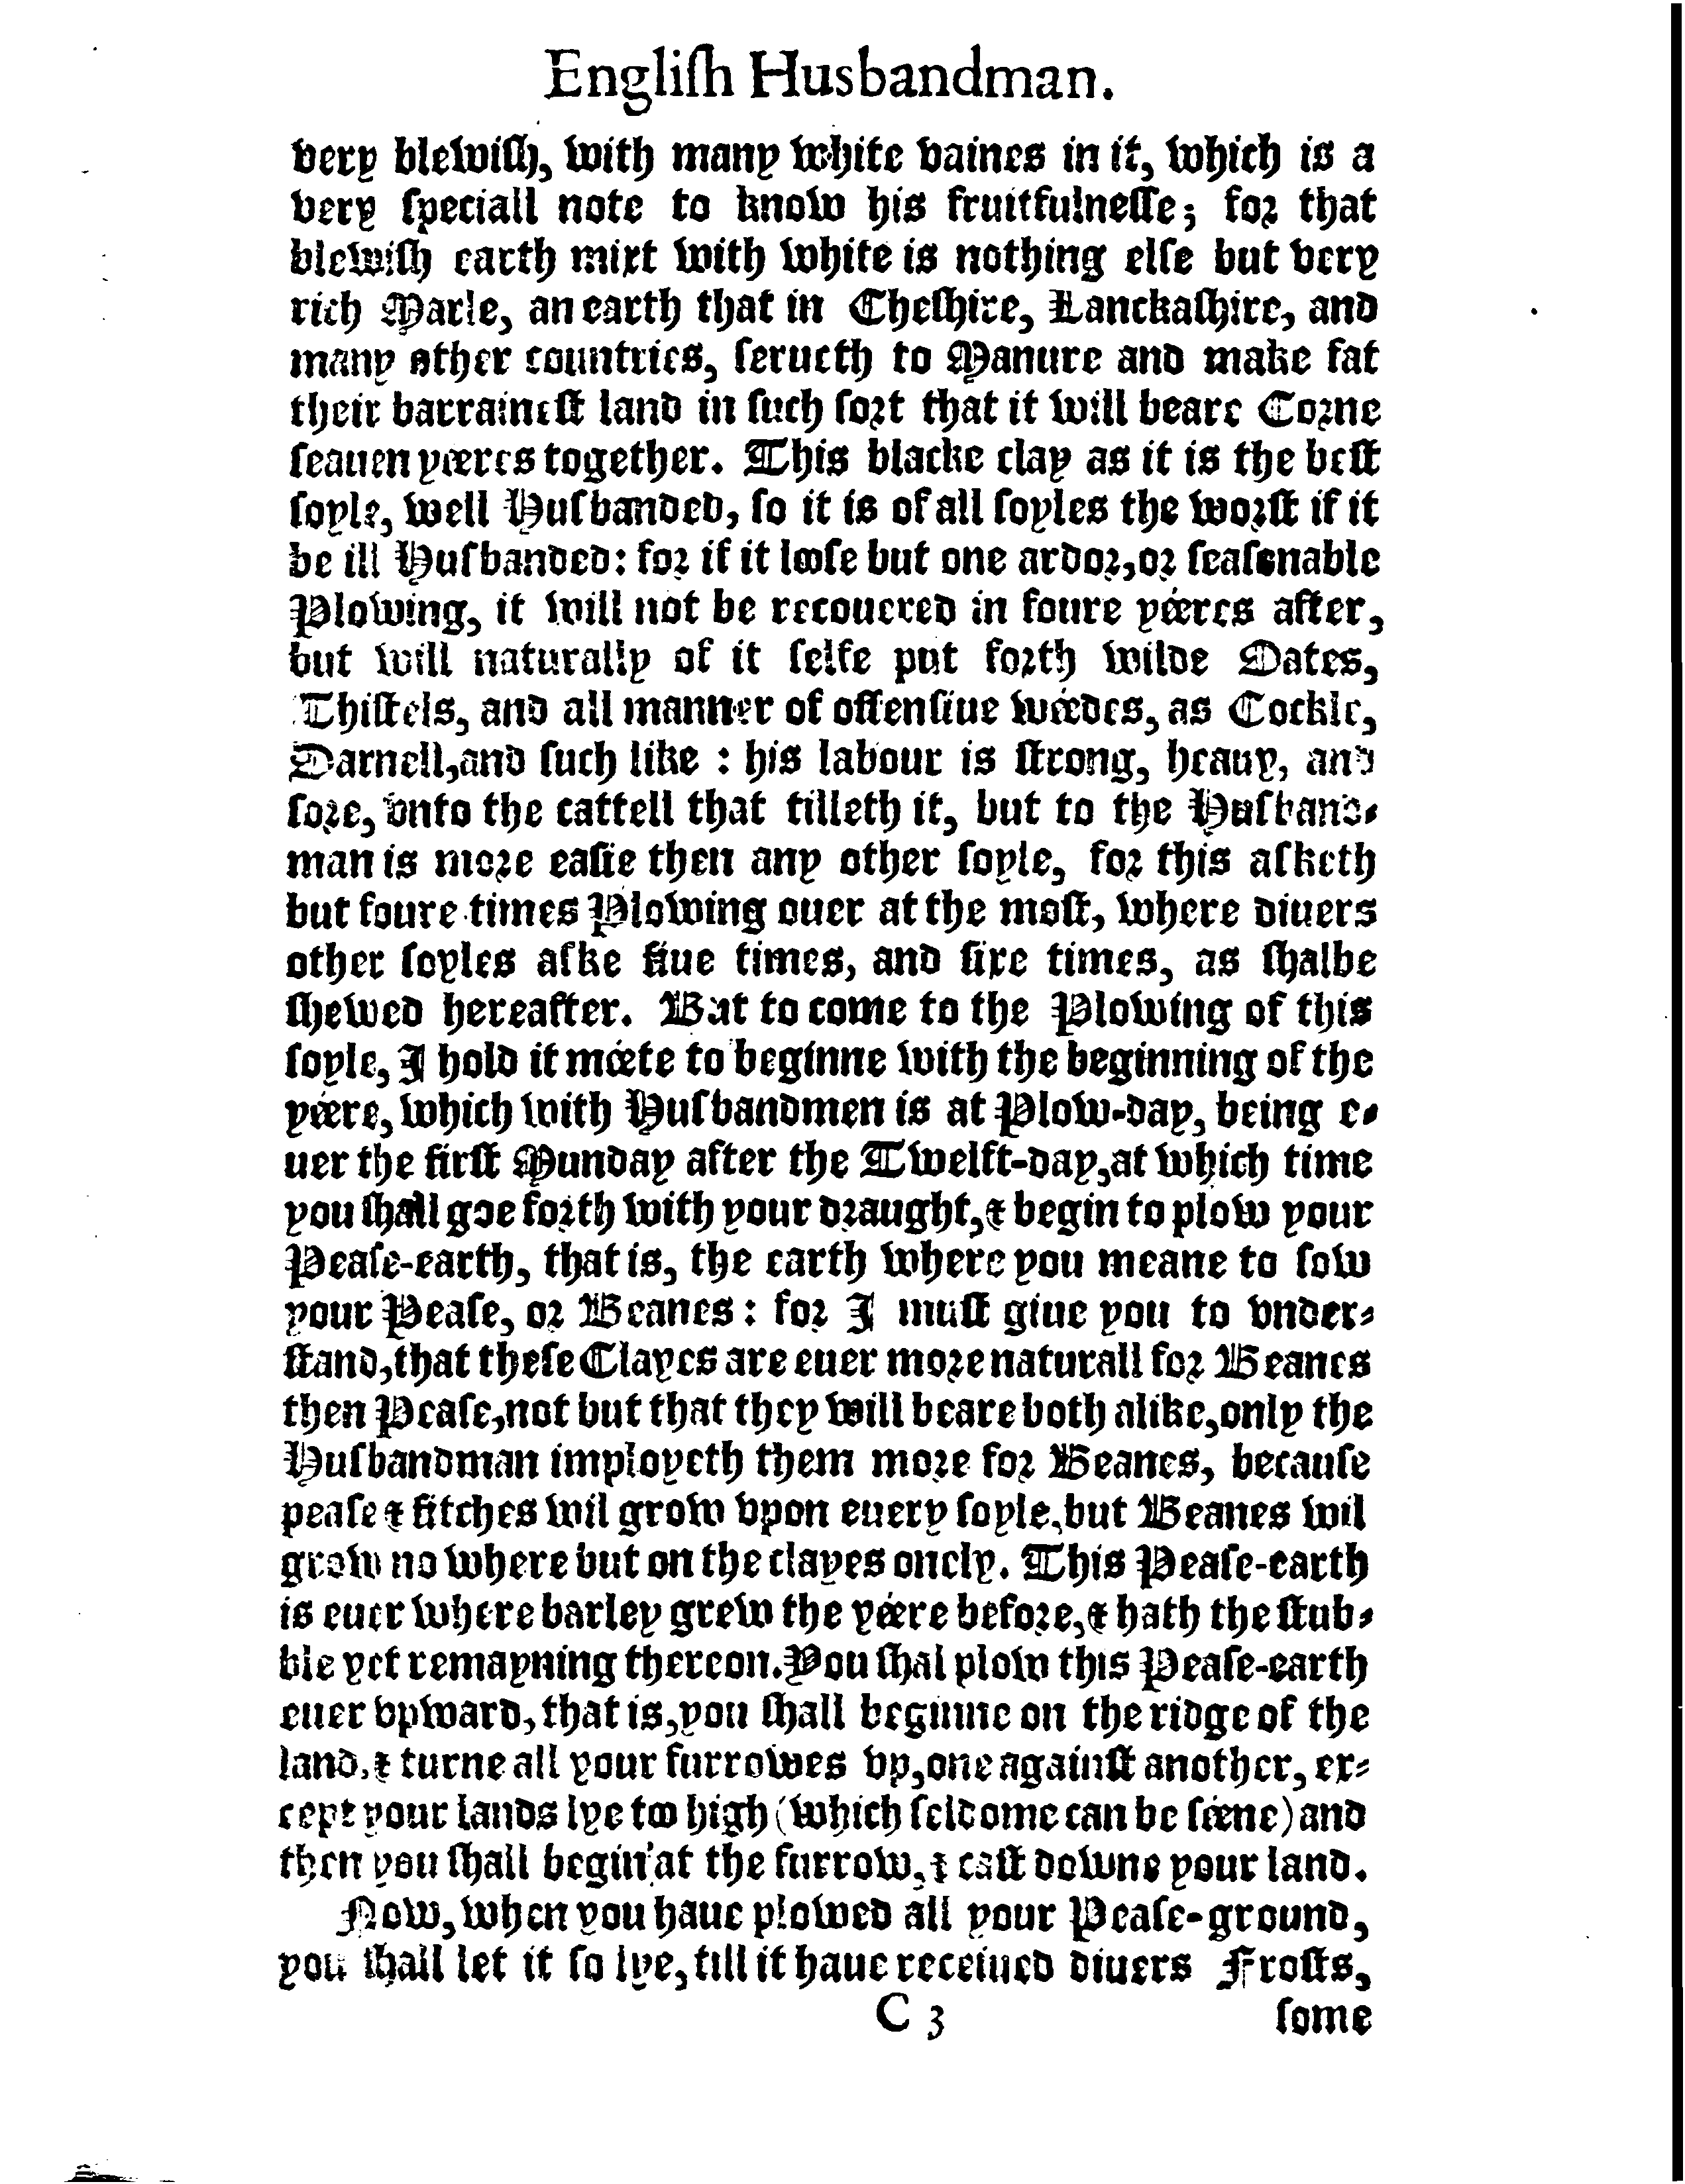 Engliſh Husbandman.
very blewiſh, with many white vaines in it, which is a
very ſpeciall note to know his fruitfulneſſe; for that
blewiſh earth mixt with white is nothing elſe but very
rich Marle, an earth that in Cheſhire, Lanckaſhire, and
many other countries, ſerueth to Manure and make fat
their barraineſt land in ſuch ſort that it will beare Corne
ſeauen yéeres together. This blacke clay as it is the beſt
ſoyle, well Huſbanded, ſo it is of all ſoyles the worſt if it
be ill Huſbanded: for if it looſe but one ardor, or ſeaſonable
Plowing, it will not be recouered in foure yéeres after,
but will naturally of it ſelfe put forth wilde Oates,
Thiſtels, and all manner of offenſiue wéedes, as Cockle,
Darnell, and ſuch like : his labour is ſtrong, heauy, and
ſore, vnto the cattell that tilleth it, but to the Huſband-
man is more eaſie then any other ſoyle, for this aſketh
but foure times Plowing ouer at the moſt, where diuers
other ſoyles aſke fiue times, and ſixe times, as ſhalbe
ſhewed hereafter. But to come to the Plowing of this
ſoyle, I hold it méete to beginne with the beginning of the
yéere, which with Huſbandmen is at Plow-day, being e-
uer the firſt Munday after the Twelft-day, at which time
you ſhall goe forth with your draught, & begin to plow your
Peaſe-earth, that is, the earth where you meane to ſow
your Peaſe, or Beanes: for I muſt giue you to vnder-
ſtand, that theſe Clayes are euer more naturall for Beanes
then Peaſe, not but that they will beare both alike, only the
Huſbandman imployeth them more for Beanes, becauſe
peaſe & fitches wil grow vpon euery ſoyle, but Beanes wil
grow no where but on the clayes onely. This Peaſe-earth
is euer where barley grew the yéere before, & hath the ſtub-
ble yet remayning thereon. You ſhal plow this Peaſe-earth
euer vpward, that is, you ſhall beginne on the ridge of the
land, & turne all your furrowes vp, one againſt another, ex-
cept your lands lye too high (which ſeldome can be ſéene) and
then you ſhall begin at the furrow, & caſt downe your land.
Now, when you haue plowed all your Peaſe-ground,
you ſhall let it ſo lye, till it haue receiued diuers Froſts,
C 3 ſome